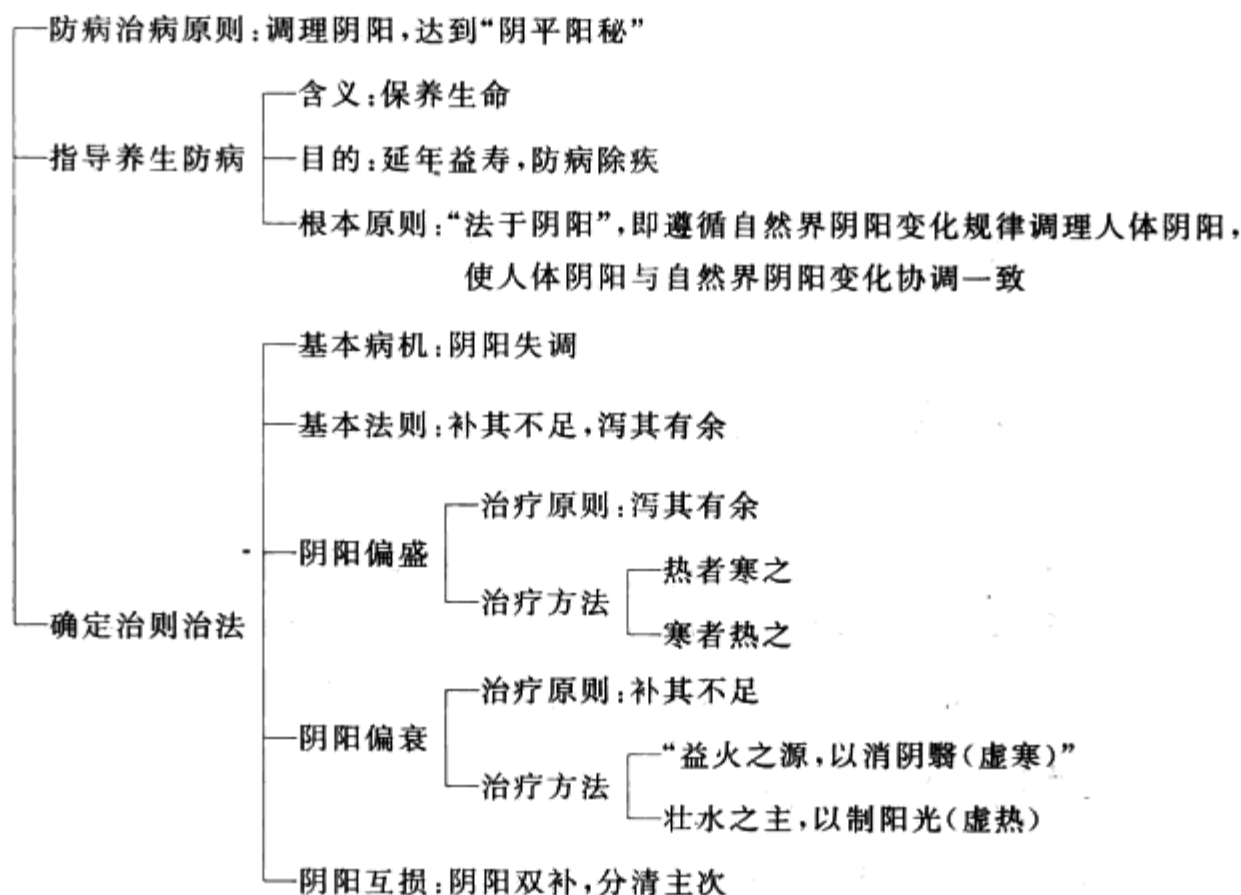 防病治病原则:调理阴阳,达到“阴平阳秘”
指导养生防病
含义:保养生命
目的:延年益寿,防病除疾
根本原则:“法于阴阳”,即遵循自然界阴阳变化规律调理人体阴阳,
使人体阴阳与自然界阴阳变化协调一致
确定治则治法
基本病机:阴阳失调
基本法则:补其不足,泻其有余
阴阳偏盛
治疗原则:泻其有余
治疗方法
热者寒之
寒者热之
阴阳偏衰
治疗原则:补其不足
治疗方法
“益火之源,以消阴翳(虚寒)”
壮水之主,以制阳光(虚热)
阴阳互损:阴阳双补,分清主次